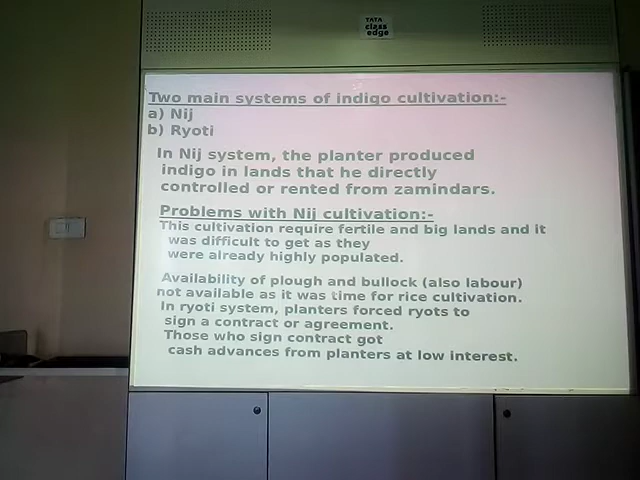 TATA
class
edge
Two main systems of indigo cultivation:-
a) Nij
b) Ryoti
In Nij system, the planter produced
indigo in lands that he directly
controlled or rented from zamindars.
Problems with Nij cultivation:-
This cultivation require fertile and big lands and it
was difficult to get as they
were already highly populated.
Availability of plough and bullock (also labour)
not available as it was time for rice cultivation.
In ryoti system, planters forced ryots to
sign a contract or agreement.
Those who sign contract got
cash advances from planters at low interest.